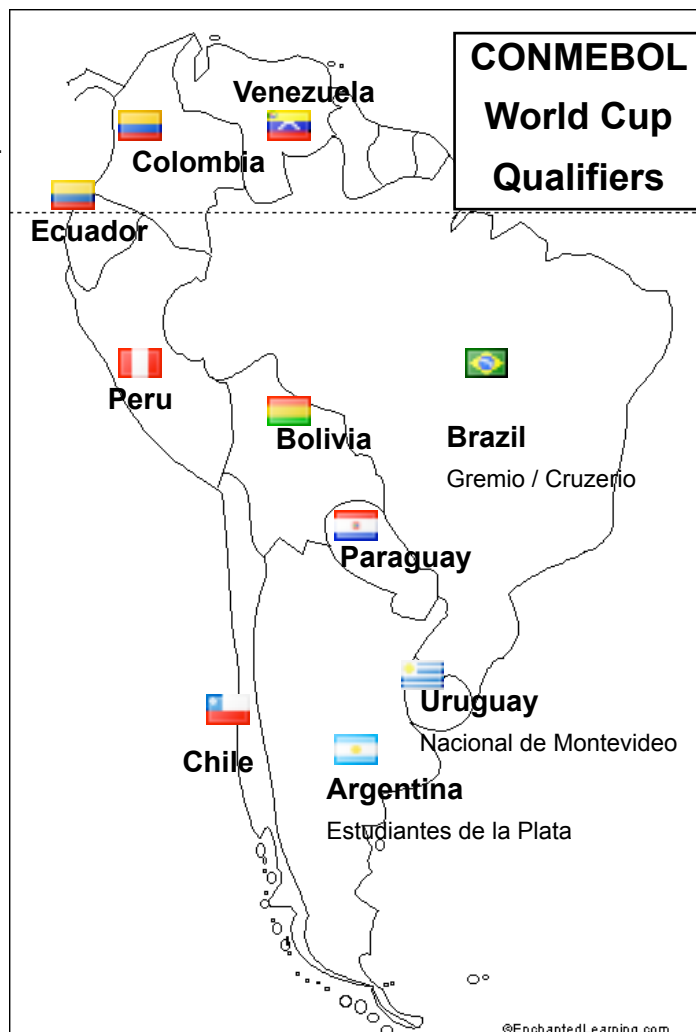 CONMEBOL
World Cup
Qualifiers
Venezuela
Colombia
Ecuador
Peru
Bolivia
Brazil
Gremio / Cruzerio
Paraguay
Uruguay
Nacional de Montevideo
Chile
Argentina
Estudiantes de la Plata
©EnchantedLearning.com